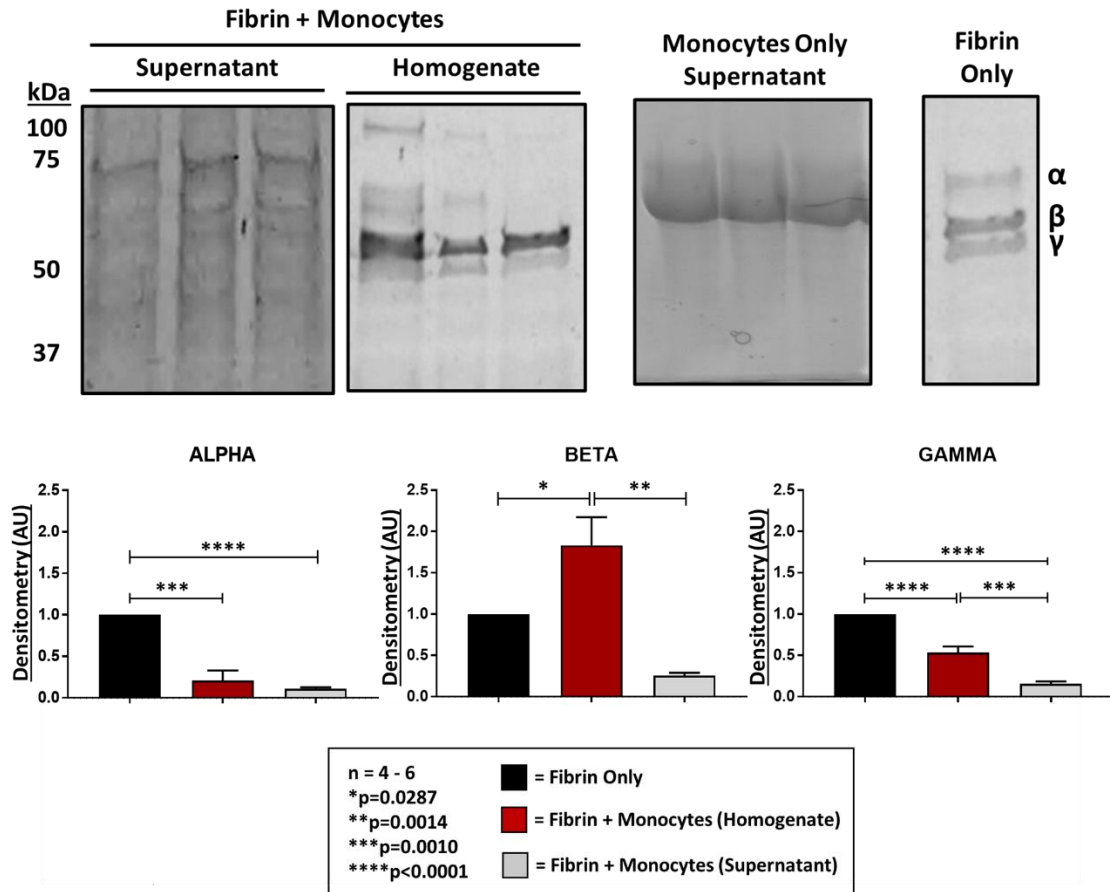 Fibrin + Monocytes
Supernatant
Homogenate
Monocytes Only
Supernatant
Fibrin
Only
kDa
100
75
50
37
α
β
γ
ALPHA
Densitometry (AU)
2.5
2.0
1.5
1.0
0.5
0.0
****
***
BETA
Densitometry (AU)
2.5
2.0
1.5
1.0
0.5
0.0
*
**
GAMMA
Densitometry (AU)
2.5
2.0
1.5
1.0
0.5
0.0
****
****
***
n = 4 - 6
*p=0.0287
**p=0.0014
***p=0.0010
****p<0.0001
= Fibrin Only
= Fibrin + Monocytes (Homogenate)
= Fibrin + Monocytes (Supernatant)